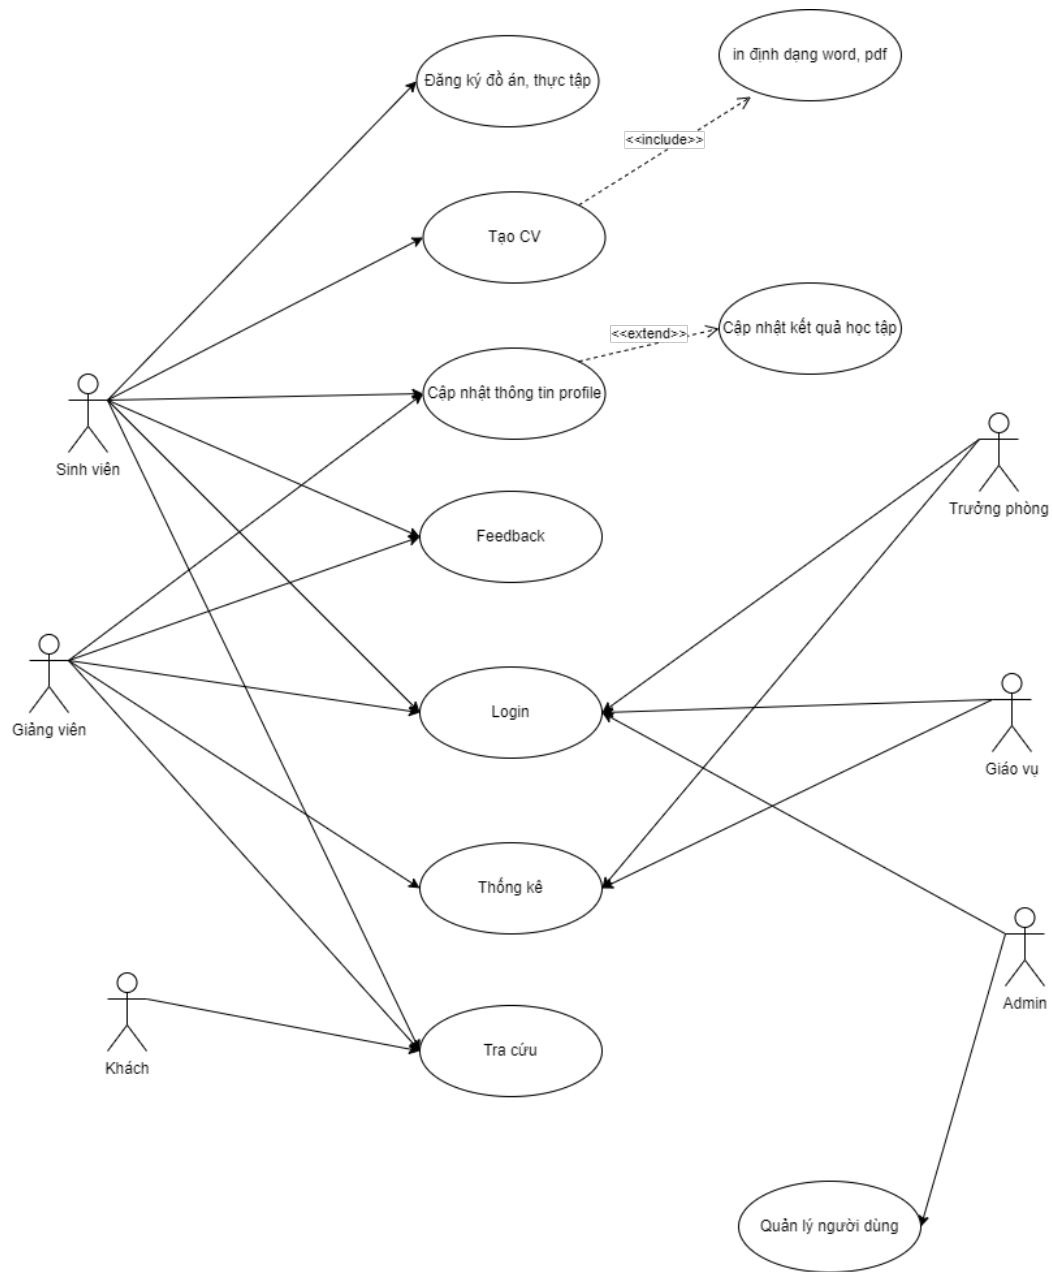 in định dạng word, pdf
Đăng ký đồ án, thực tập
<<include>>
Tạo CV
Cập nhật kết quả học tập
<<extend>>
Cập nhật thông tin profile
Sinh viên
Trưởng phòng
Feedback
Login
Giảng viên
Giáo vụ
Thống kê
Admin
Tra cứu
Khách
Quản lý người dùng